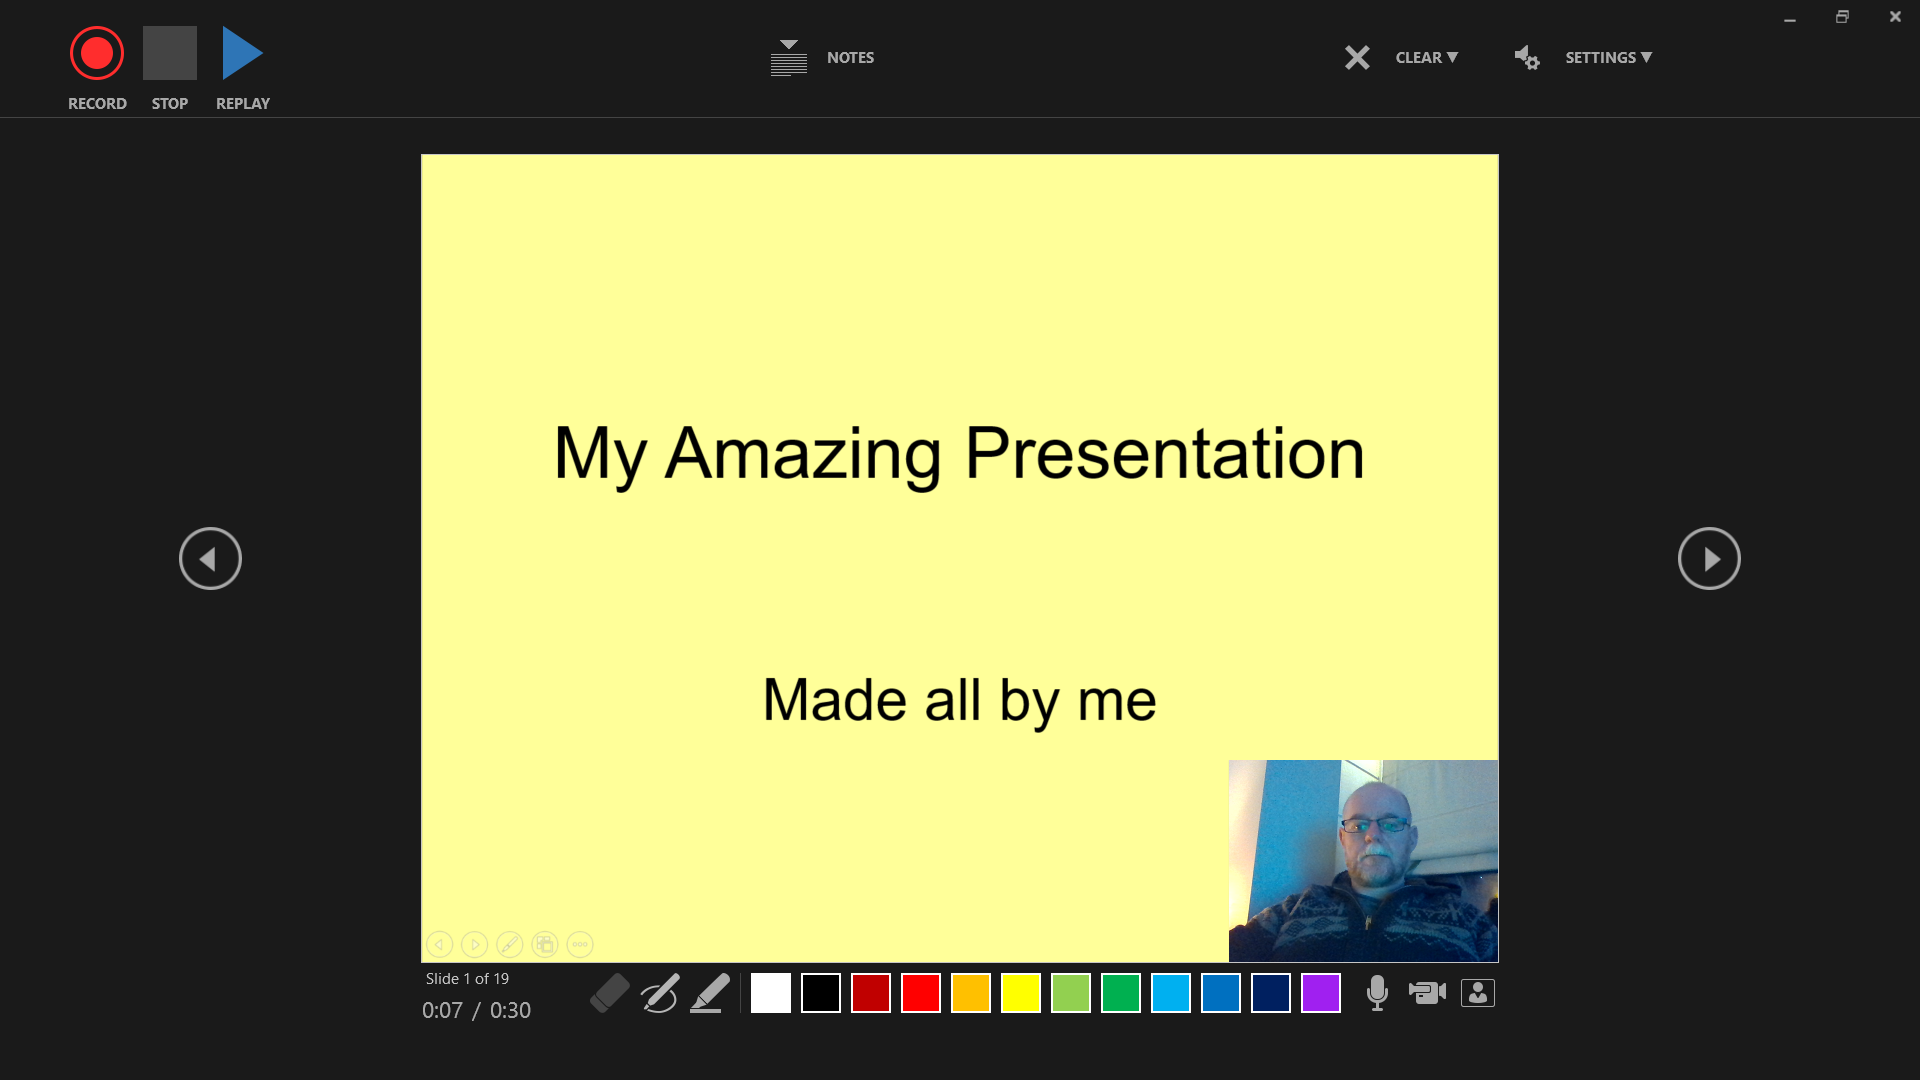 RECORD STOP REPLAY
NOTES
CLEAR
SETTINGS
My Amazing Presentation
Made all by me
Slide 1 of 19
0:07 / 0:30